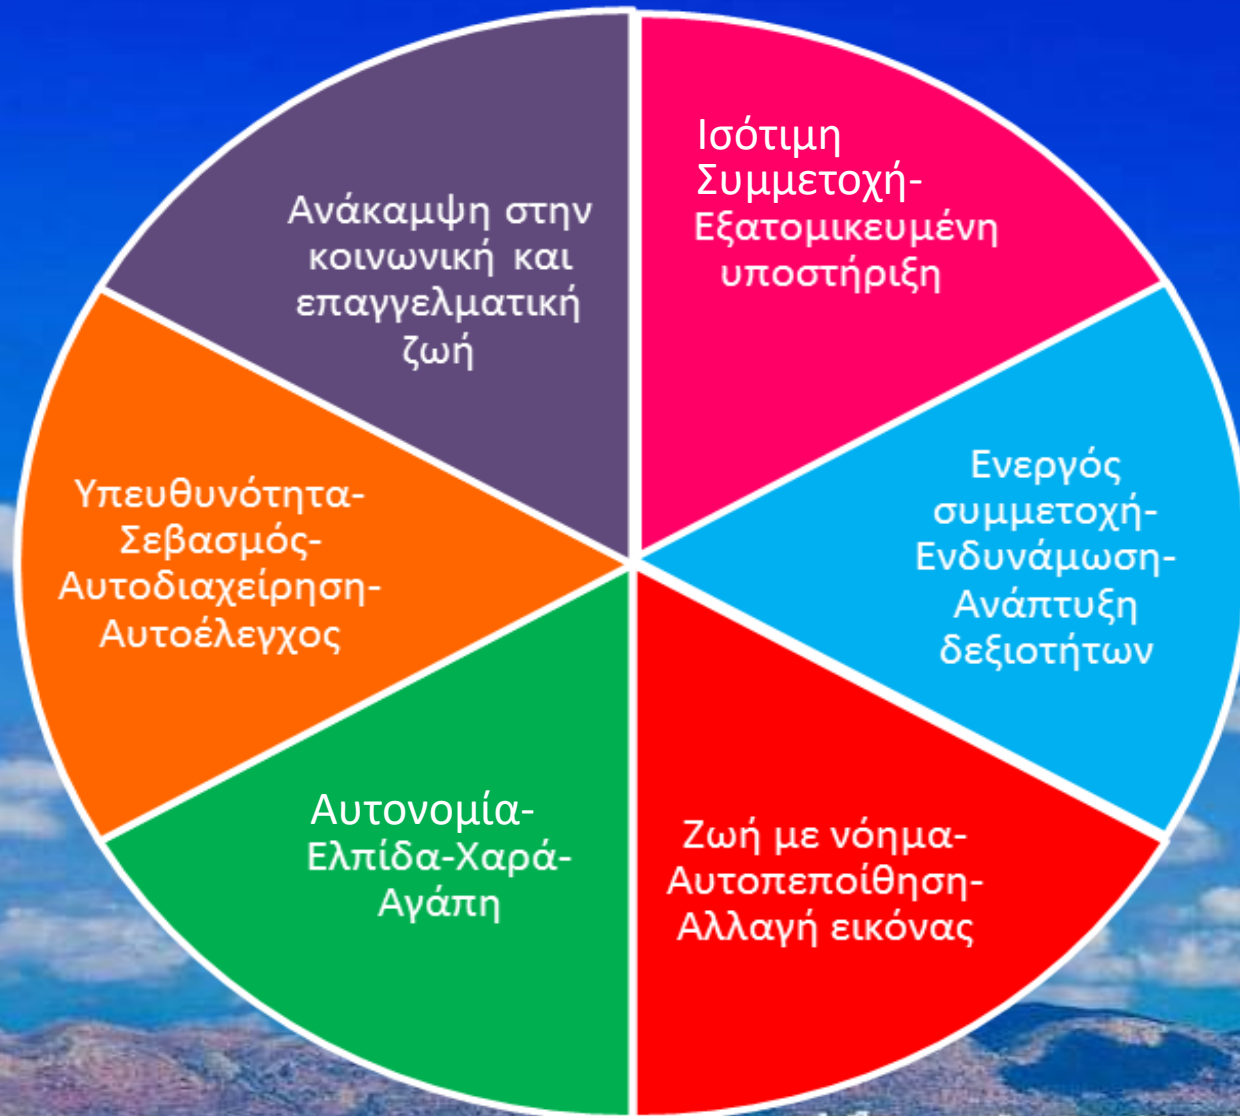 Ισότιμη
Συμμετοχή-
Εξατομικευμένη
υποστήριξη
Ενεργός
συμμετοχή-
Ενδυνάμωση-
Ανάπτυξη
δεξιοτήτων
Ζωή με νόημα-
Αυτοπεποίθηση-
Αλλαγή εικόνας
Αυτονομία-
Ελπίδα-Χαρά-
Αγάπη
Υπευθυνότητα-
Σεβασμός-
Αυτοδιαχείρηση-
Αυτοέλεγχος
Ανάκαμψη στην
κοινωνική και
επαγγελματική
ζωή